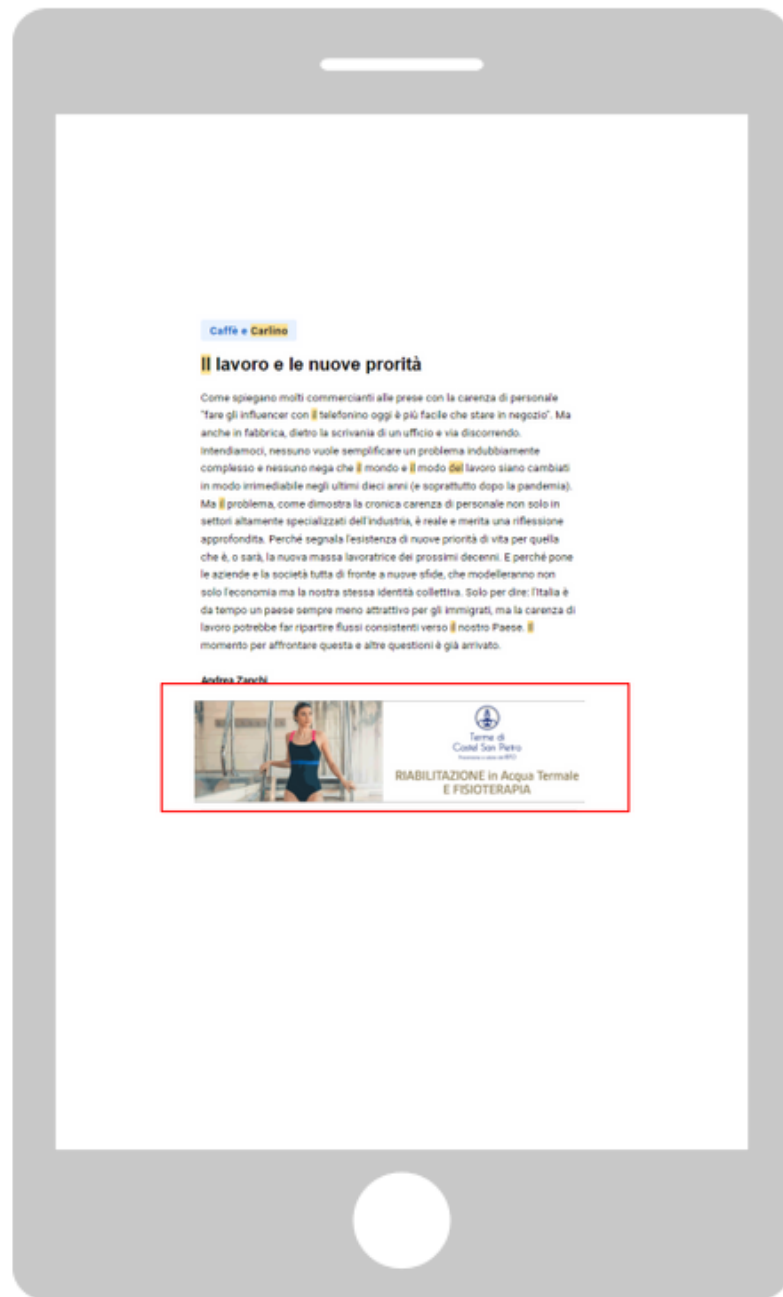 Caffè e Carlino
Il lavoro e le nuove prorità
Come spiegano molti commercianti alle prese con la carenza di personale
"fare gli influencer con il telefonino oggi è più facile che stare in negozio". Ma
anche in fabbrica, dietro la scrivania di un ufficio e via discorrendo.
Intendiamoci, nessuno vuole semplificare un problema indubbiamente
complesso e nessuno nega che il mondo e il modo del lavoro siano cambiati
in modo irrimediabile negli ultimi dieci anni (e soprattutto dopo la pandemia).
Ma il problema, come dimostra la cronica carenza di personale non solo in
settori altamente specializzati dell'industria, è reale e merita una riflessione
approfondita. Perché segnala l'esistenza di nuove priorità di vita per quella
che è, o sarà, la nuova massa lavoratrice dei prossimi decenni. E perché pone
le aziende e la società tutta di fronte a nuove sfide, che modelleranno non
solo l'economia ma la nostra stessa identità collettiva. Solo per dire: l'Italia è
da tempo un paese sempre meno attrattivo per gli immigrati, ma la carenza di
lavoro potrebbe far ripartire flussi consistenti verso il nostro Paese. Il
momento per affrontare questa e altre questioni è già arrivato.
Andrea Zanchi
Terme di
Castel San Pietro
RIABILITAZIONE in Acqua Termale
E FISIOTERAPIA